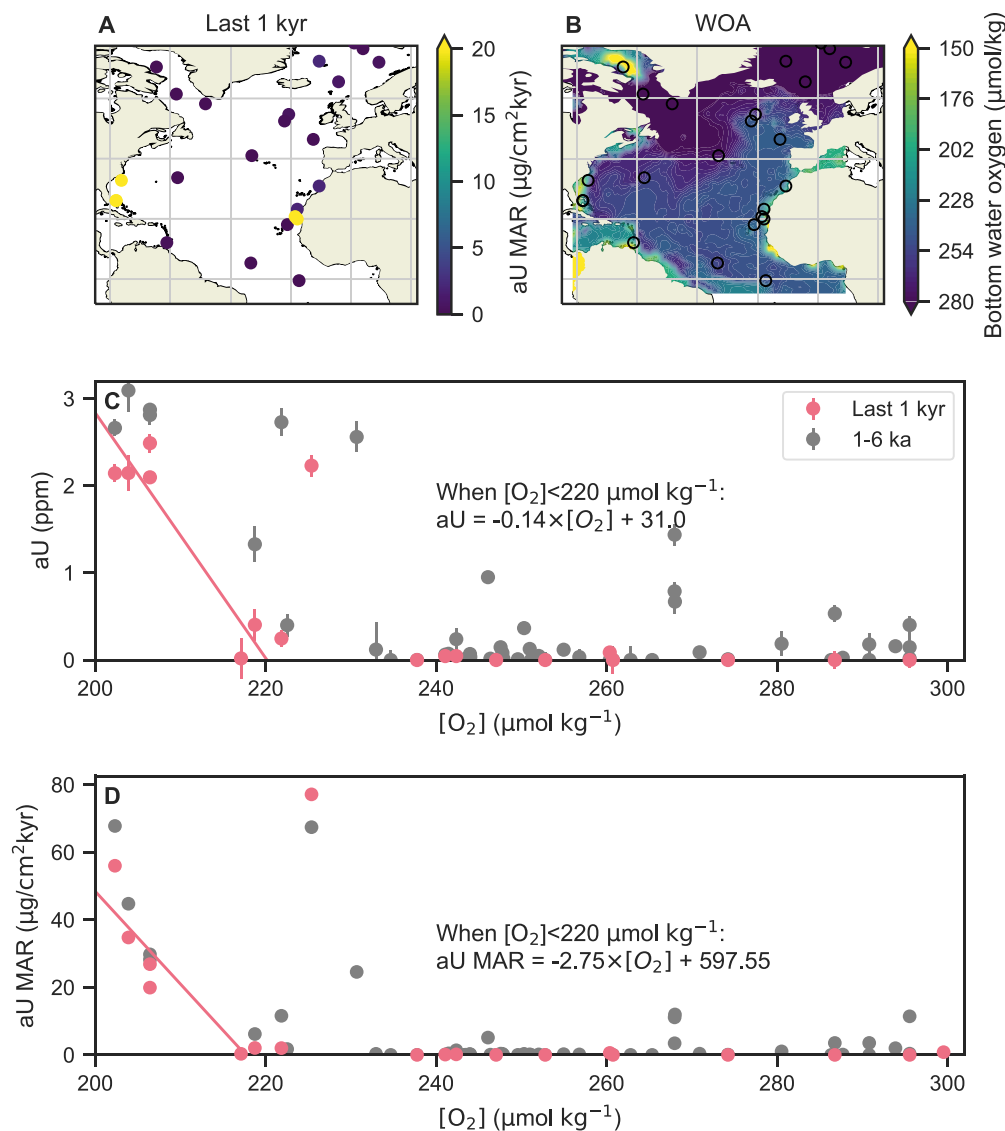 A Last 1 kyr
20
15
10
5
0
aU MAR (μg/cm²kyr)
B WOA
150
176
202
228
254
280
Bottom water oxygen (μmol/kg)
C
3
2
1
0
aU (ppm)
Last 1 kyr
1-6 ka
When [O₂]<220 μmol kg⁻¹:
aU = -0.14×[O₂] + 31.0
200 220 240 260 280 300
[O₂] (μmol kg⁻¹)
D
80
60
40
20
0
aU MAR (μg/cm²kyr)
When [O₂]<220 μmol kg⁻¹:
aU MAR = -2.75×[O₂] + 597.55
200 220 240 260 280 300
[O₂] (μmol kg⁻¹)